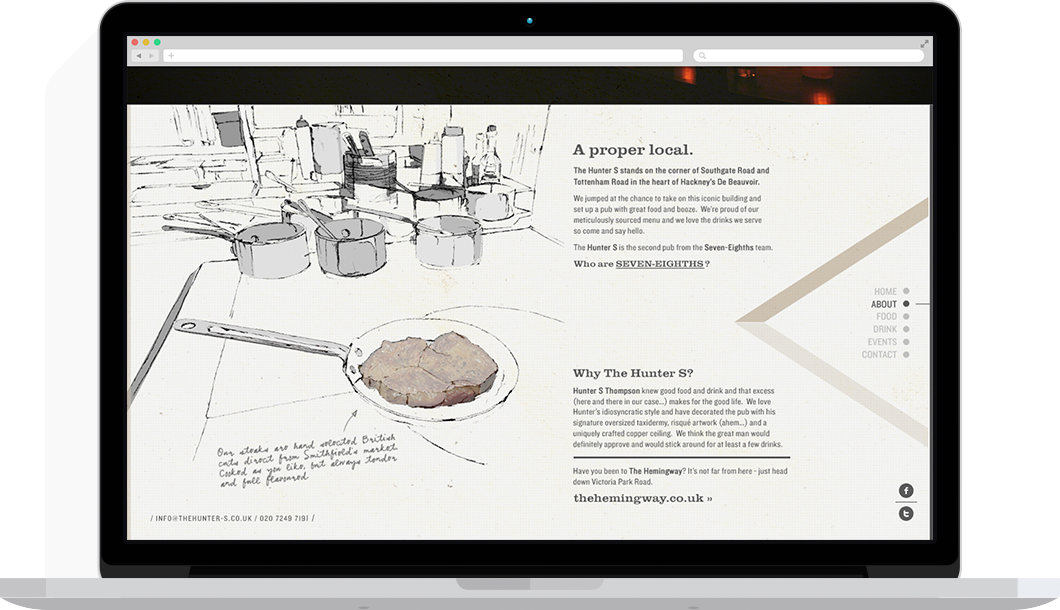 A proper local.
The Hunter S stands on the corner of Southgate Road and
Tottenham Road in the heart of Hackney's De Beauvoir.
We jumped at the chance to take on this iconic building and
set up a pub with great food and booze. We're proud of our
meticulously sourced menu and we love the drinks we serve
so come and say hello.
The Hunter S is the second pub from the Seven-Eighths team.
Who are SEVEN-EIGHTHS?
HOME
ABOUT
FOOD
DRINK
EVENTS
CONTACT
Why The Hunter S?
Hunter S Thompson knew good food and drink and that excess
(here and there in our case...) makes for the good life. We love
Hunter's idiosyncratic style and have decorated the pub with his
signature oversized taxidermy, risqué artwork (ahem...) and a
uniquely crafted copper ceiling. We think the great man would
definitely approve and would stick around for at least a few drinks.
Have you been to The Hemingway? It's not far from here - just head
down Victoria Park Road.
thehemingway.co.uk »
Our steaks are hand selected British
cuts direct from Smithfield's market
Cooked as you like, but always tender
and full flavoured
/ INFO@THEHUNTER-S.CO.UK / 020 7249 7191 /